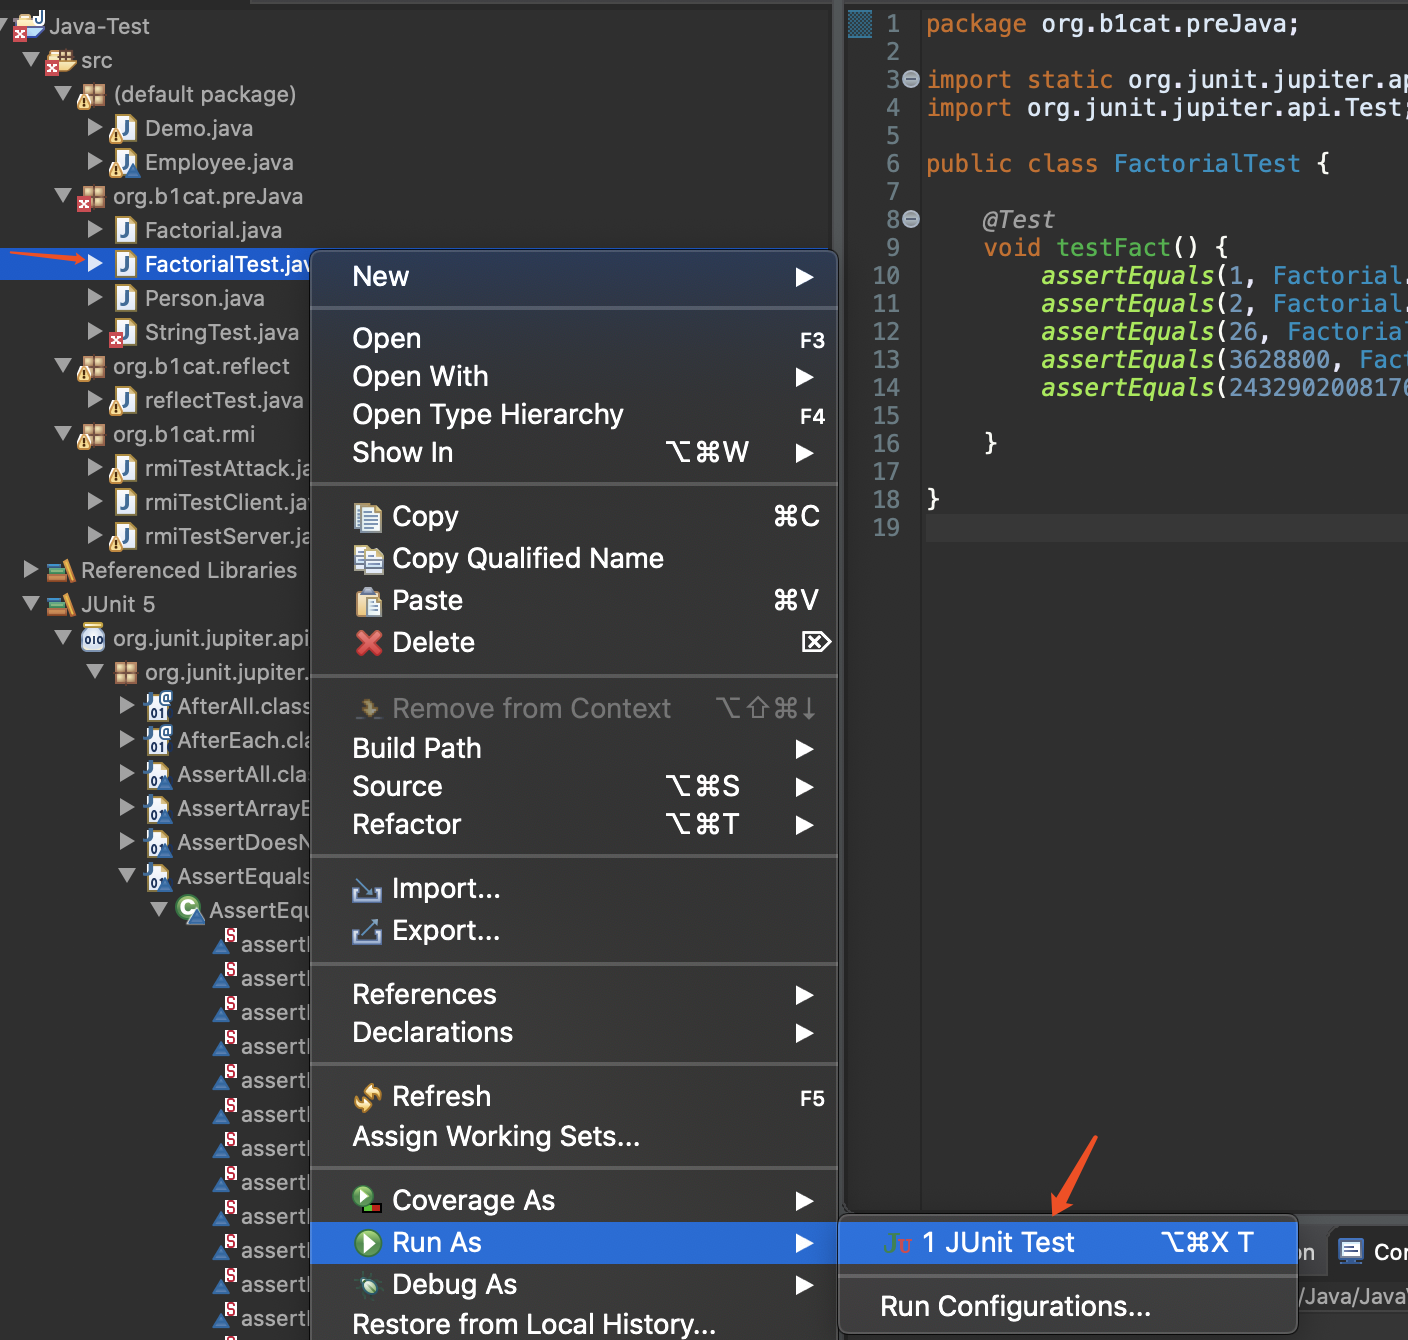 Java-Test
src
(default package)
Demo.java
Employee.java
org.b1cat.preJava
Factorial.java
FactorialTest.jav
Person.java
StringTest.java
org.b1cat.reflect
reflectTest.java
org.b1cat.rmi
rmiTestAttack.ja
rmiTestClient.ja
rmiTestServer.ja
Referenced Libraries
JUnit 5
org.junit.jupiter.api
org.junit.jupiter.
AfterAll.class
AfterEach.cla
AssertAll.cla
AssertArrayE
AssertDoesN
AssertEquals
AssertEqu
assertI
assertI
assertI
assertI
assertI
assertI
assertI
assertI
assertI
assertI
assertI
assertI
New
Open F3
Open With
Open Type Hierarchy F4
Show In ⌥⌘W
Copy ⌘C
Copy Qualified Name
Paste ⌘V
Delete ⌦
Remove from Context ⌥⇧⌘↓
Build Path
Source ⌥⌘S
Refactor ⌥⌘T
Import...
Export...
References
Declarations
Refresh F5
Assign Working Sets...
Coverage As
Run As
Debug As
Restore from Local History...
1 JUnit Test ⌥⌘X T
Run Configurations...
1 package org.b1cat.preJava;
2
3 import static org.junit.jupiter.ap
4 import org.junit.jupiter.api.Test;
5
6 public class FactorialTest {
7
8 @Test
9 void testFact() {
10 assertEquals(1, Factorial.
11 assertEquals(2, Factorial.
12 assertEquals(26, Factorial
13 assertEquals(3628800, Fact
14 assertEquals(2432902008176
15
16 }
17
18 }
19
on Con
/Java/Java